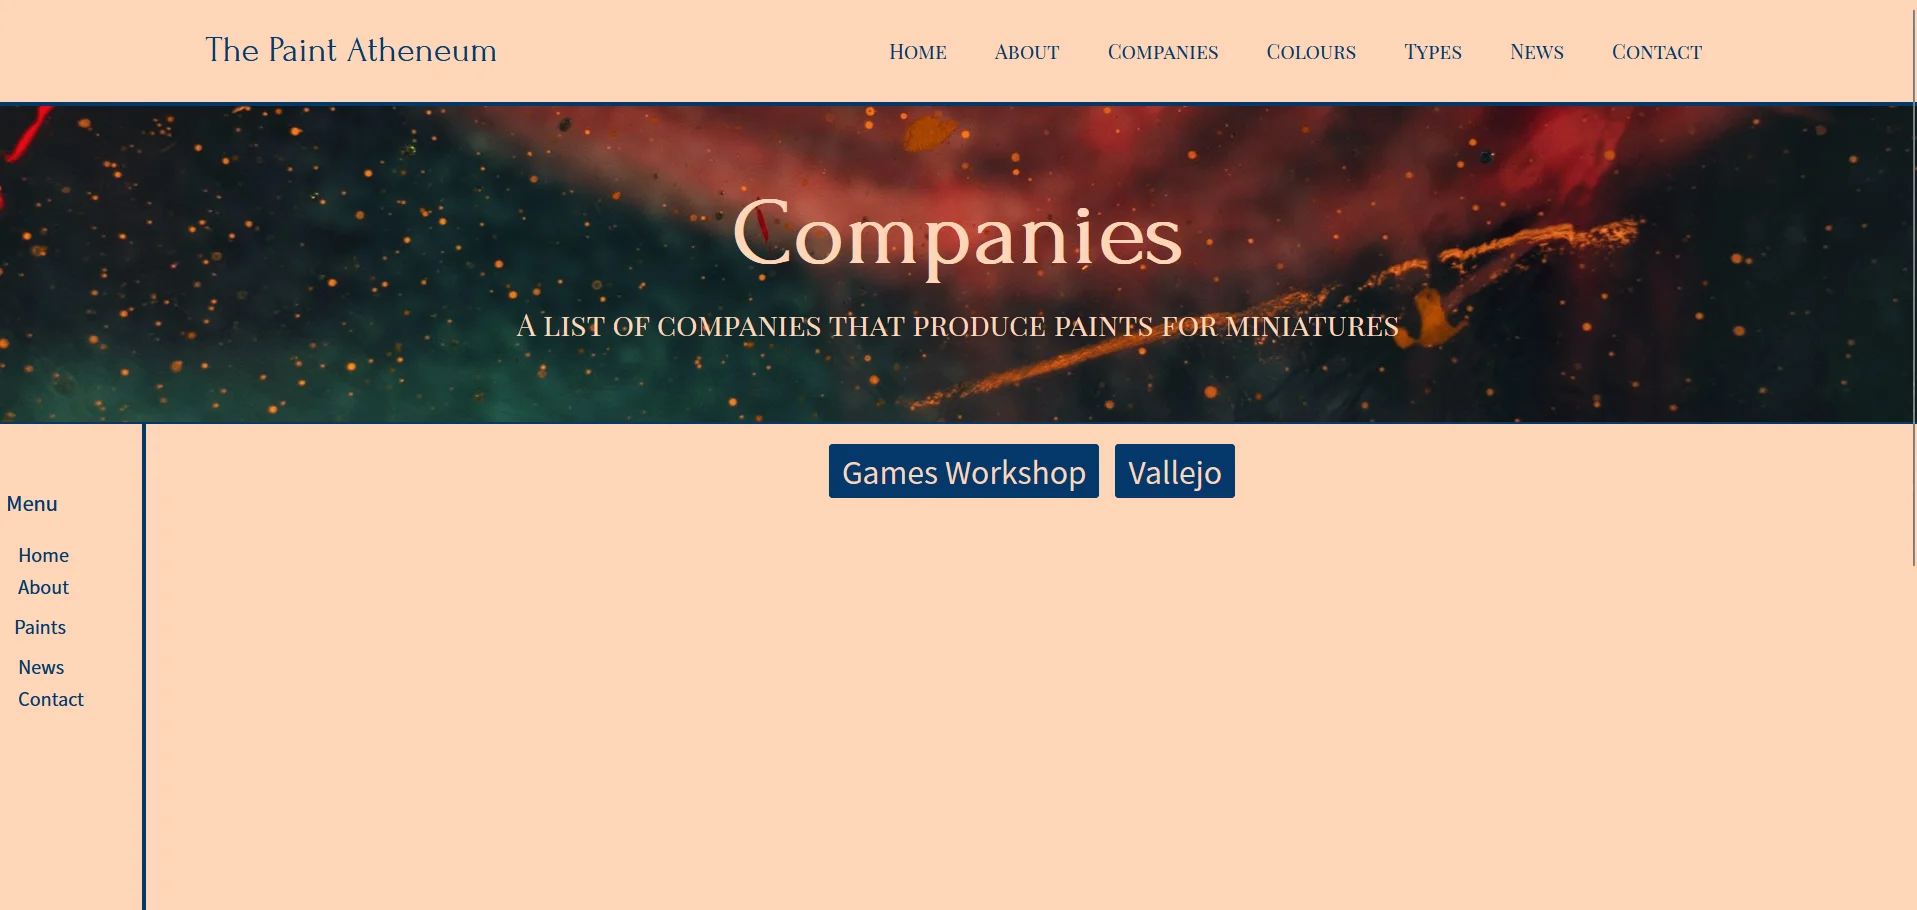 The Paint Atheneum
Home About Companies Colours Types News Contact
Companies
A list of companies that produce paints for miniatures
Games Workshop Vallejo
Menu
Home
About
Paints
News
Contact